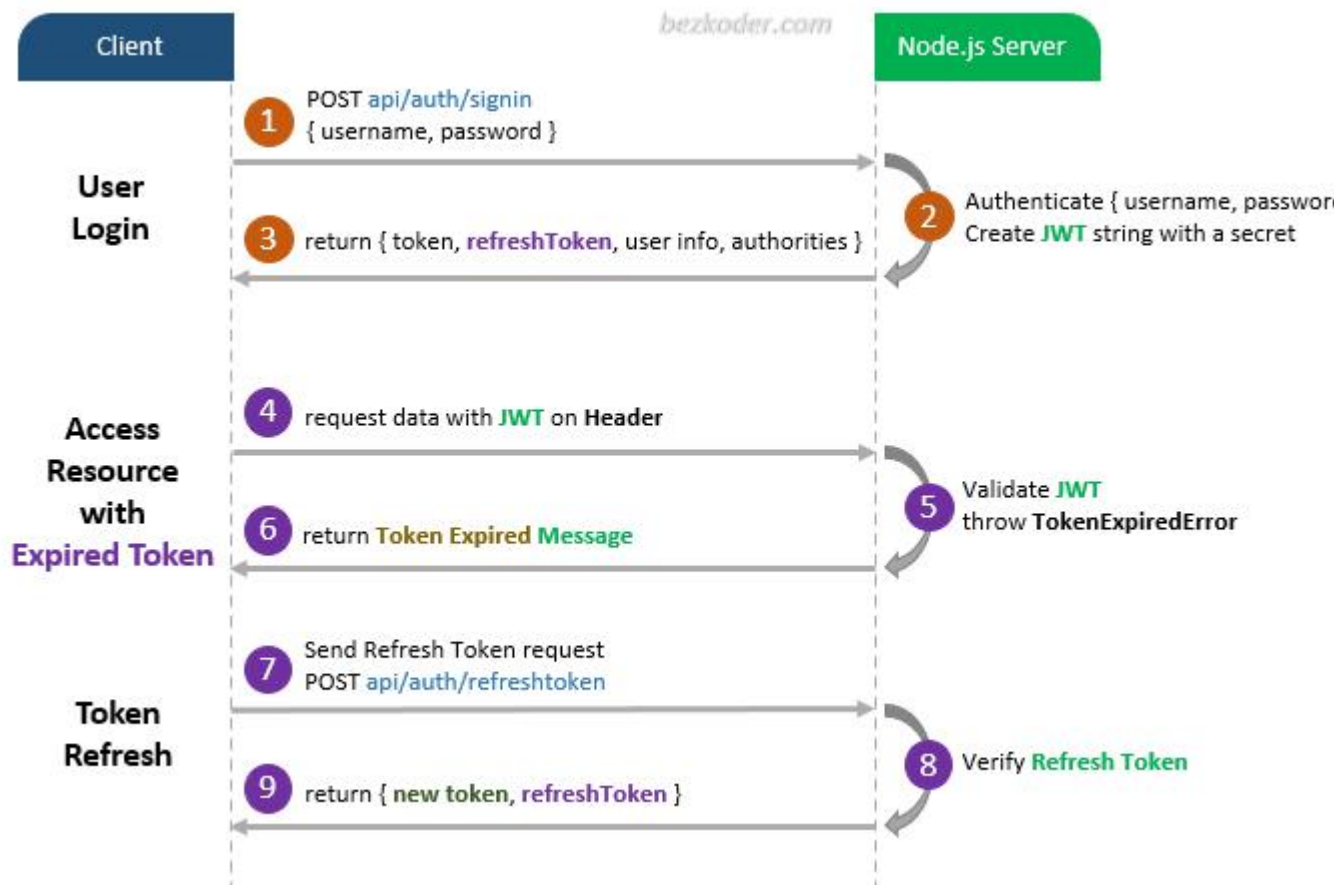 bezkoder.com
Client
Node.js Server
1
POST api/auth/signin
{ username, password }
User
Login
2
Authenticate { username, password
Create JWT string with a secret
3
return { token, refreshToken, user info, authorities }
4
request data with JWT on Header
Access
Resource
with
Expired Token
5
Validate JWT
throw TokenExpiredError
6
return Token Expired Message
7
Send Refresh Token request
POST api/auth/refreshtoken
Token
Refresh
8
Verify Refresh Token
9
return { new token, refreshToken }